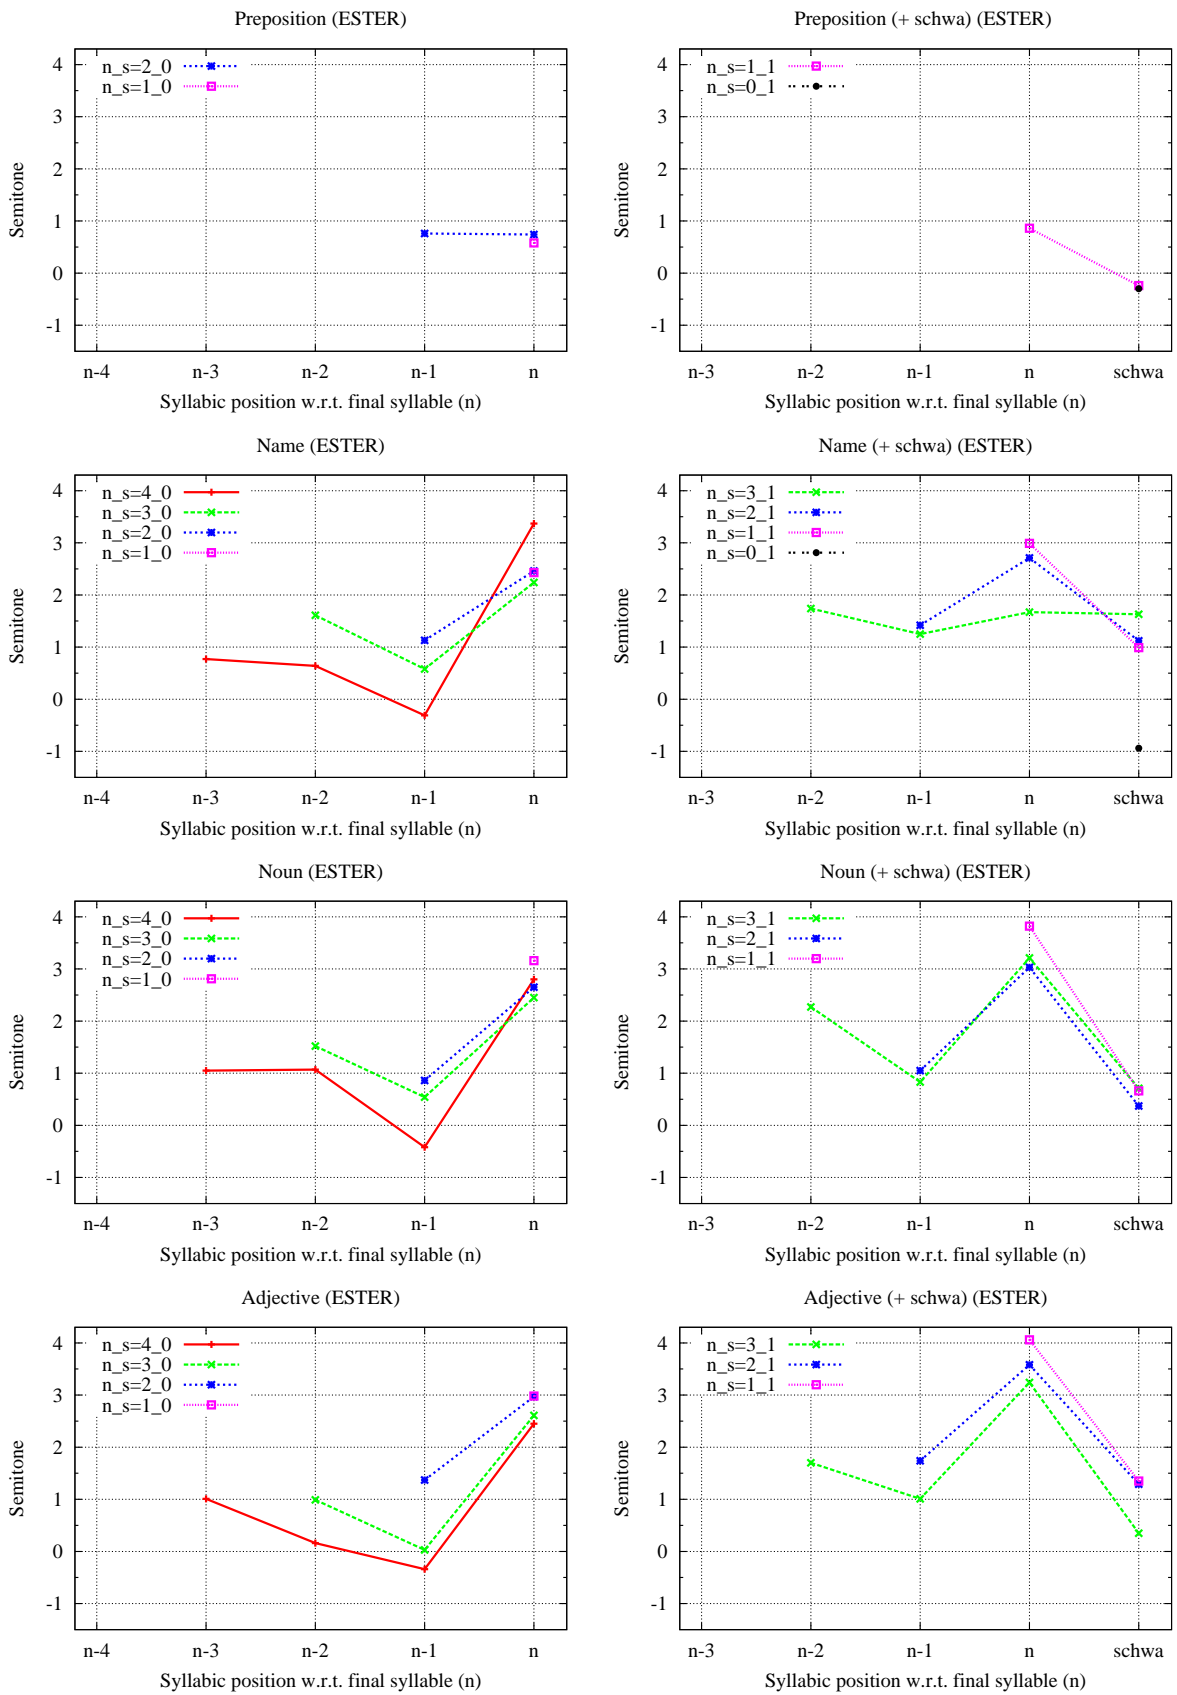 Preposition (ESTER)
4
3
2
1
0
-1
n-4 n-3 n-2 n-1 n
Semitone
Syllabic position w.r.t. final syllable (n)
n_s=2_0
n_s=1_0
Preposition (+ schwa) (ESTER)
4
3
2
1
0
-1
n-3 n-2 n-1 n schwa
Semitone
Syllabic position w.r.t. final syllable (n)
n_s=1_1
n_s=0_1
Name (ESTER)
4
3
2
1
0
-1
n-4 n-3 n-2 n-1 n
Semitone
Syllabic position w.r.t. final syllable (n)
n_s=4_0
n_s=3_0
n_s=2_0
n_s=1_0
Name (+ schwa) (ESTER)
4
3
2
1
0
-1
n-3 n-2 n-1 n schwa
Semitone
Syllabic position w.r.t. final syllable (n)
n_s=3_1
n_s=2_1
n_s=1_1
n_s=0_1
Noun (ESTER)
4
3
2
1
0
-1
n-4 n-3 n-2 n-1 n
Semitone
Syllabic position w.r.t. final syllable (n)
n_s=4_0
n_s=3_0
n_s=2_0
n_s=1_0
Noun (+ schwa) (ESTER)
4
3
2
1
0
-1
n-3 n-2 n-1 n schwa
Semitone
Syllabic position w.r.t. final syllable (n)
n_s=3_1
n_s=2_1
n_s=1_1
Adjective (ESTER)
4
3
2
1
0
-1
n-4 n-3 n-2 n-1 n
Semitone
Syllabic position w.r.t. final syllable (n)
n_s=4_0
n_s=3_0
n_s=2_0
n_s=1_0
Adjective (+ schwa) (ESTER)
4
3
2
1
0
-1
n-3 n-2 n-1 n schwa
Semitone
Syllabic position w.r.t. final syllable (n)
n_s=3_1
n_s=2_1
n_s=1_1